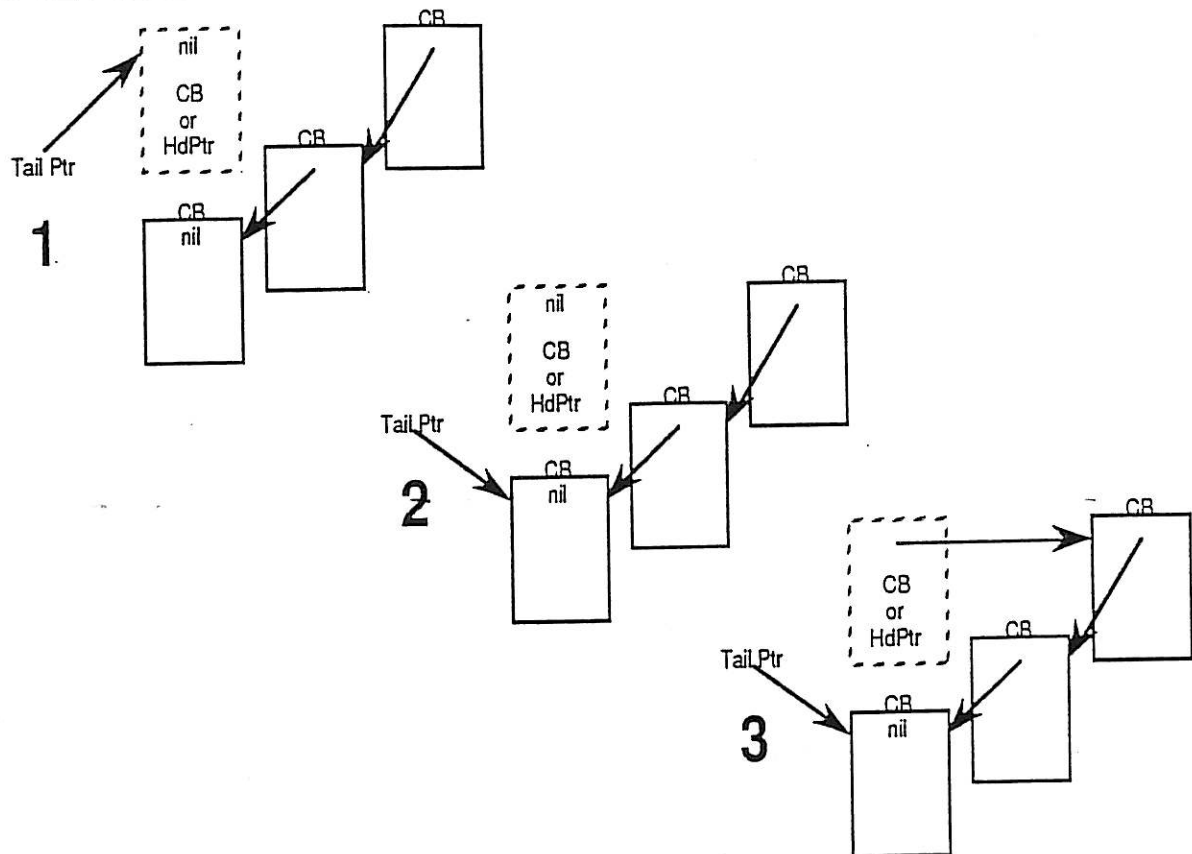 CB
nil
CB
or
HdPtr
CB
Tail Ptr
CB
nil
1
CB
nil
CB
or
HdPtr
CB
Tail Ptr
CB
nil
2
CB
CB
or
HdPtr
CB
Tail Ptr
CB
nil
3